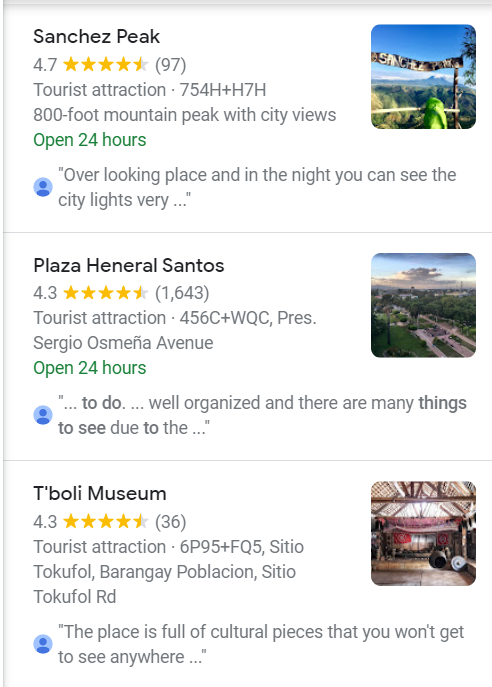 Sanchez Peak
4.7 (97)
Tourist attraction · 754H+H7H
800-foot mountain peak with city views
Open 24 hours
"Over looking place and in the night you can see the
city lights very ..."
SANCHEZ PEAK
Plaza Heneral Santos
4.3 (1,643)
Tourist attraction · 456C+WQC, Pres.
Sergio Osmeña Avenue
Open 24 hours
"... to do. ... well organized and there are many things
to see due to the ..."
T'boli Museum
4.3 (36)
Tourist attraction · 6P95+FQ5, Sitio
Tokufol, Barangay Poblacion, Sitio
Tokufol Rd
"The place is full of cultural pieces that you won't get
to see anywhere ..."